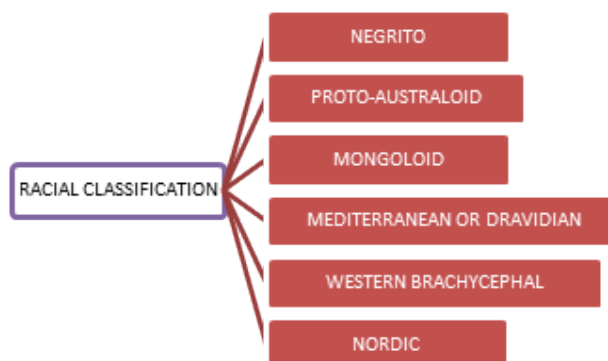 NEGRITO
PROTO-AUSTRALOID
MONGOLOID
RACIAL CLASSIFICATION
MEDITERRANEAN OR DRAVIDIAN
WESTERN BRACHYCEPHAL
NORDIC